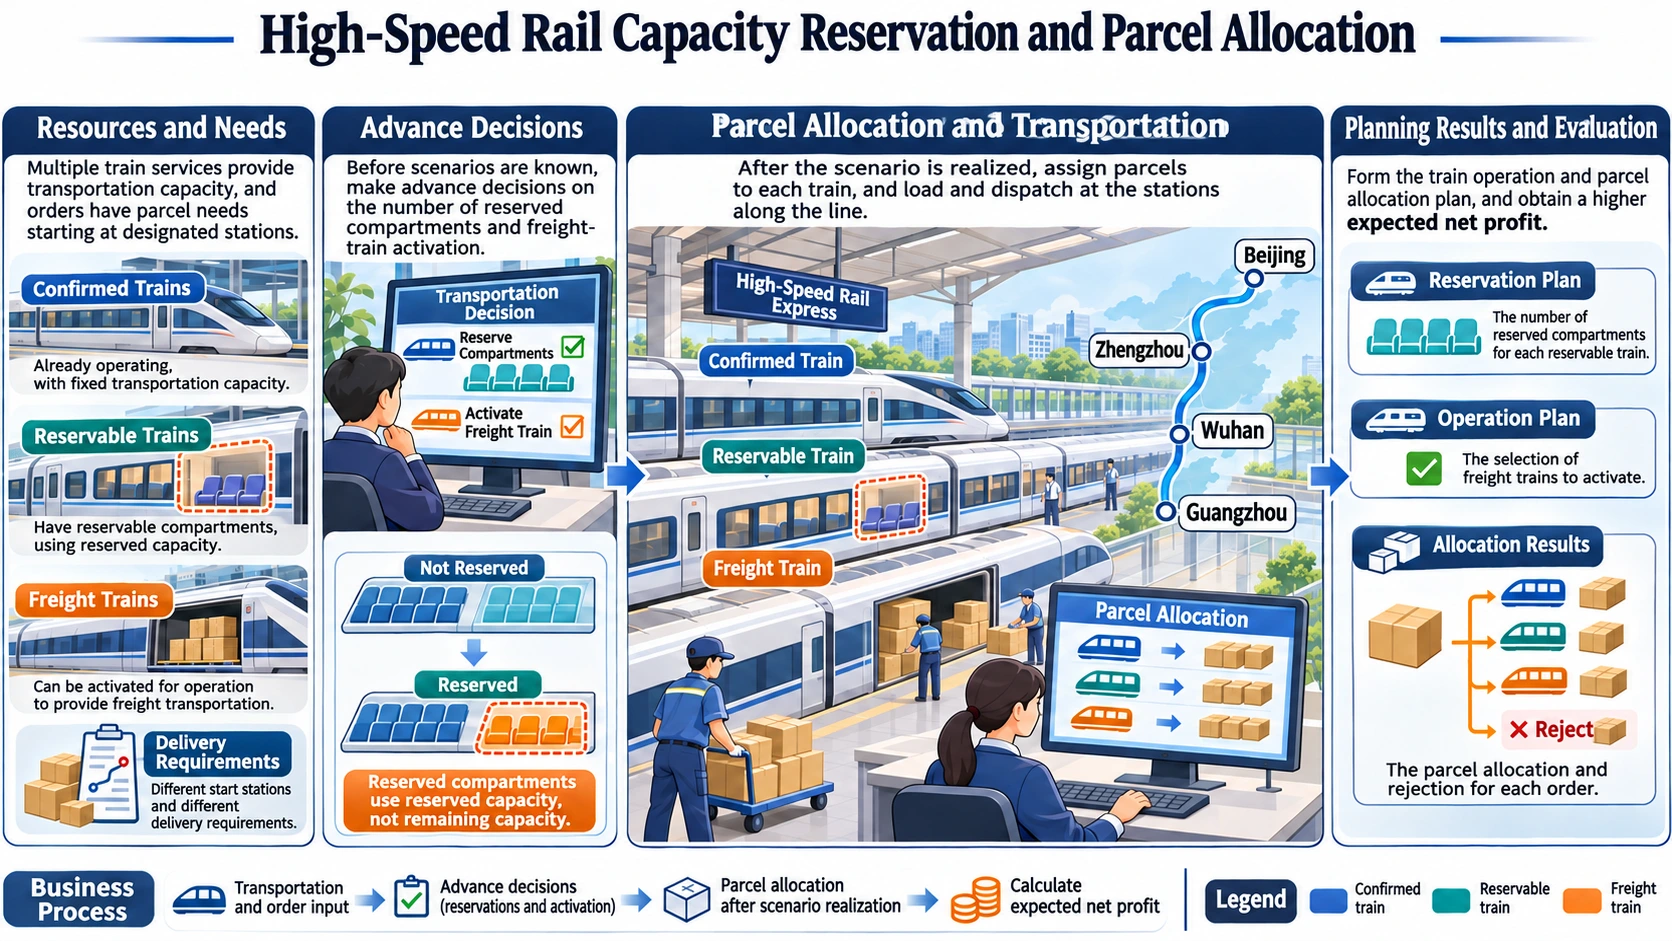 High-Speed Rail Capacity Reservation and Parcel Allocation
Resources and Needs
Multiple train services provide
transportation capacity, and
orders have parcel needs
starting at designated stations.
Confirmed Trains
Already operating,
with fixed transportation capacity.
Reservable Trains
Have reservable compartments,
using reserved capacity.
Freight Trains
Can be activated for operation
to provide freight transportation.
Delivery
Requirements
Different start stations
and different
delivery requirements.
Advance Decisions
Before scenarios are known,
make advance decisions on
the number of reserved
compartments and freight-
train activation.
Transportation
Decision
Reserve
Compartments
Activate
Freight Train
Not Reserved
Reserved
Reserved compartments
use reserved capacity,
not remaining capacity.
Parcel Allocation and Transportation
After the scenario is realized, assign parcels
to each train, and load and dispatch at the stations
along the line.
High-Speed Rail
Express
Confirmed Train
Reservable Train
Freight Train
Beijing
Zhengzhou
Wuhan
Guangzhou
Parcel Allocation
Planning Results and Evaluation
Form the train operation and parcel
allocation plan, and obtain a higher
expected net profit.
Reservation Plan
The number of
reserved compartments
for each reservable train.
Operation Plan
The selection of
freight trains to activate.
Allocation Results
Reject
The parcel allocation and
rejection for each order.
Business
Process
Transportation
and order input
Advance decisions
(reservations and activation)
Parcel allocation
after scenario realization
Calculate
expected net profit
Legend
Confirmed
train
Reservable
train
Freight
train